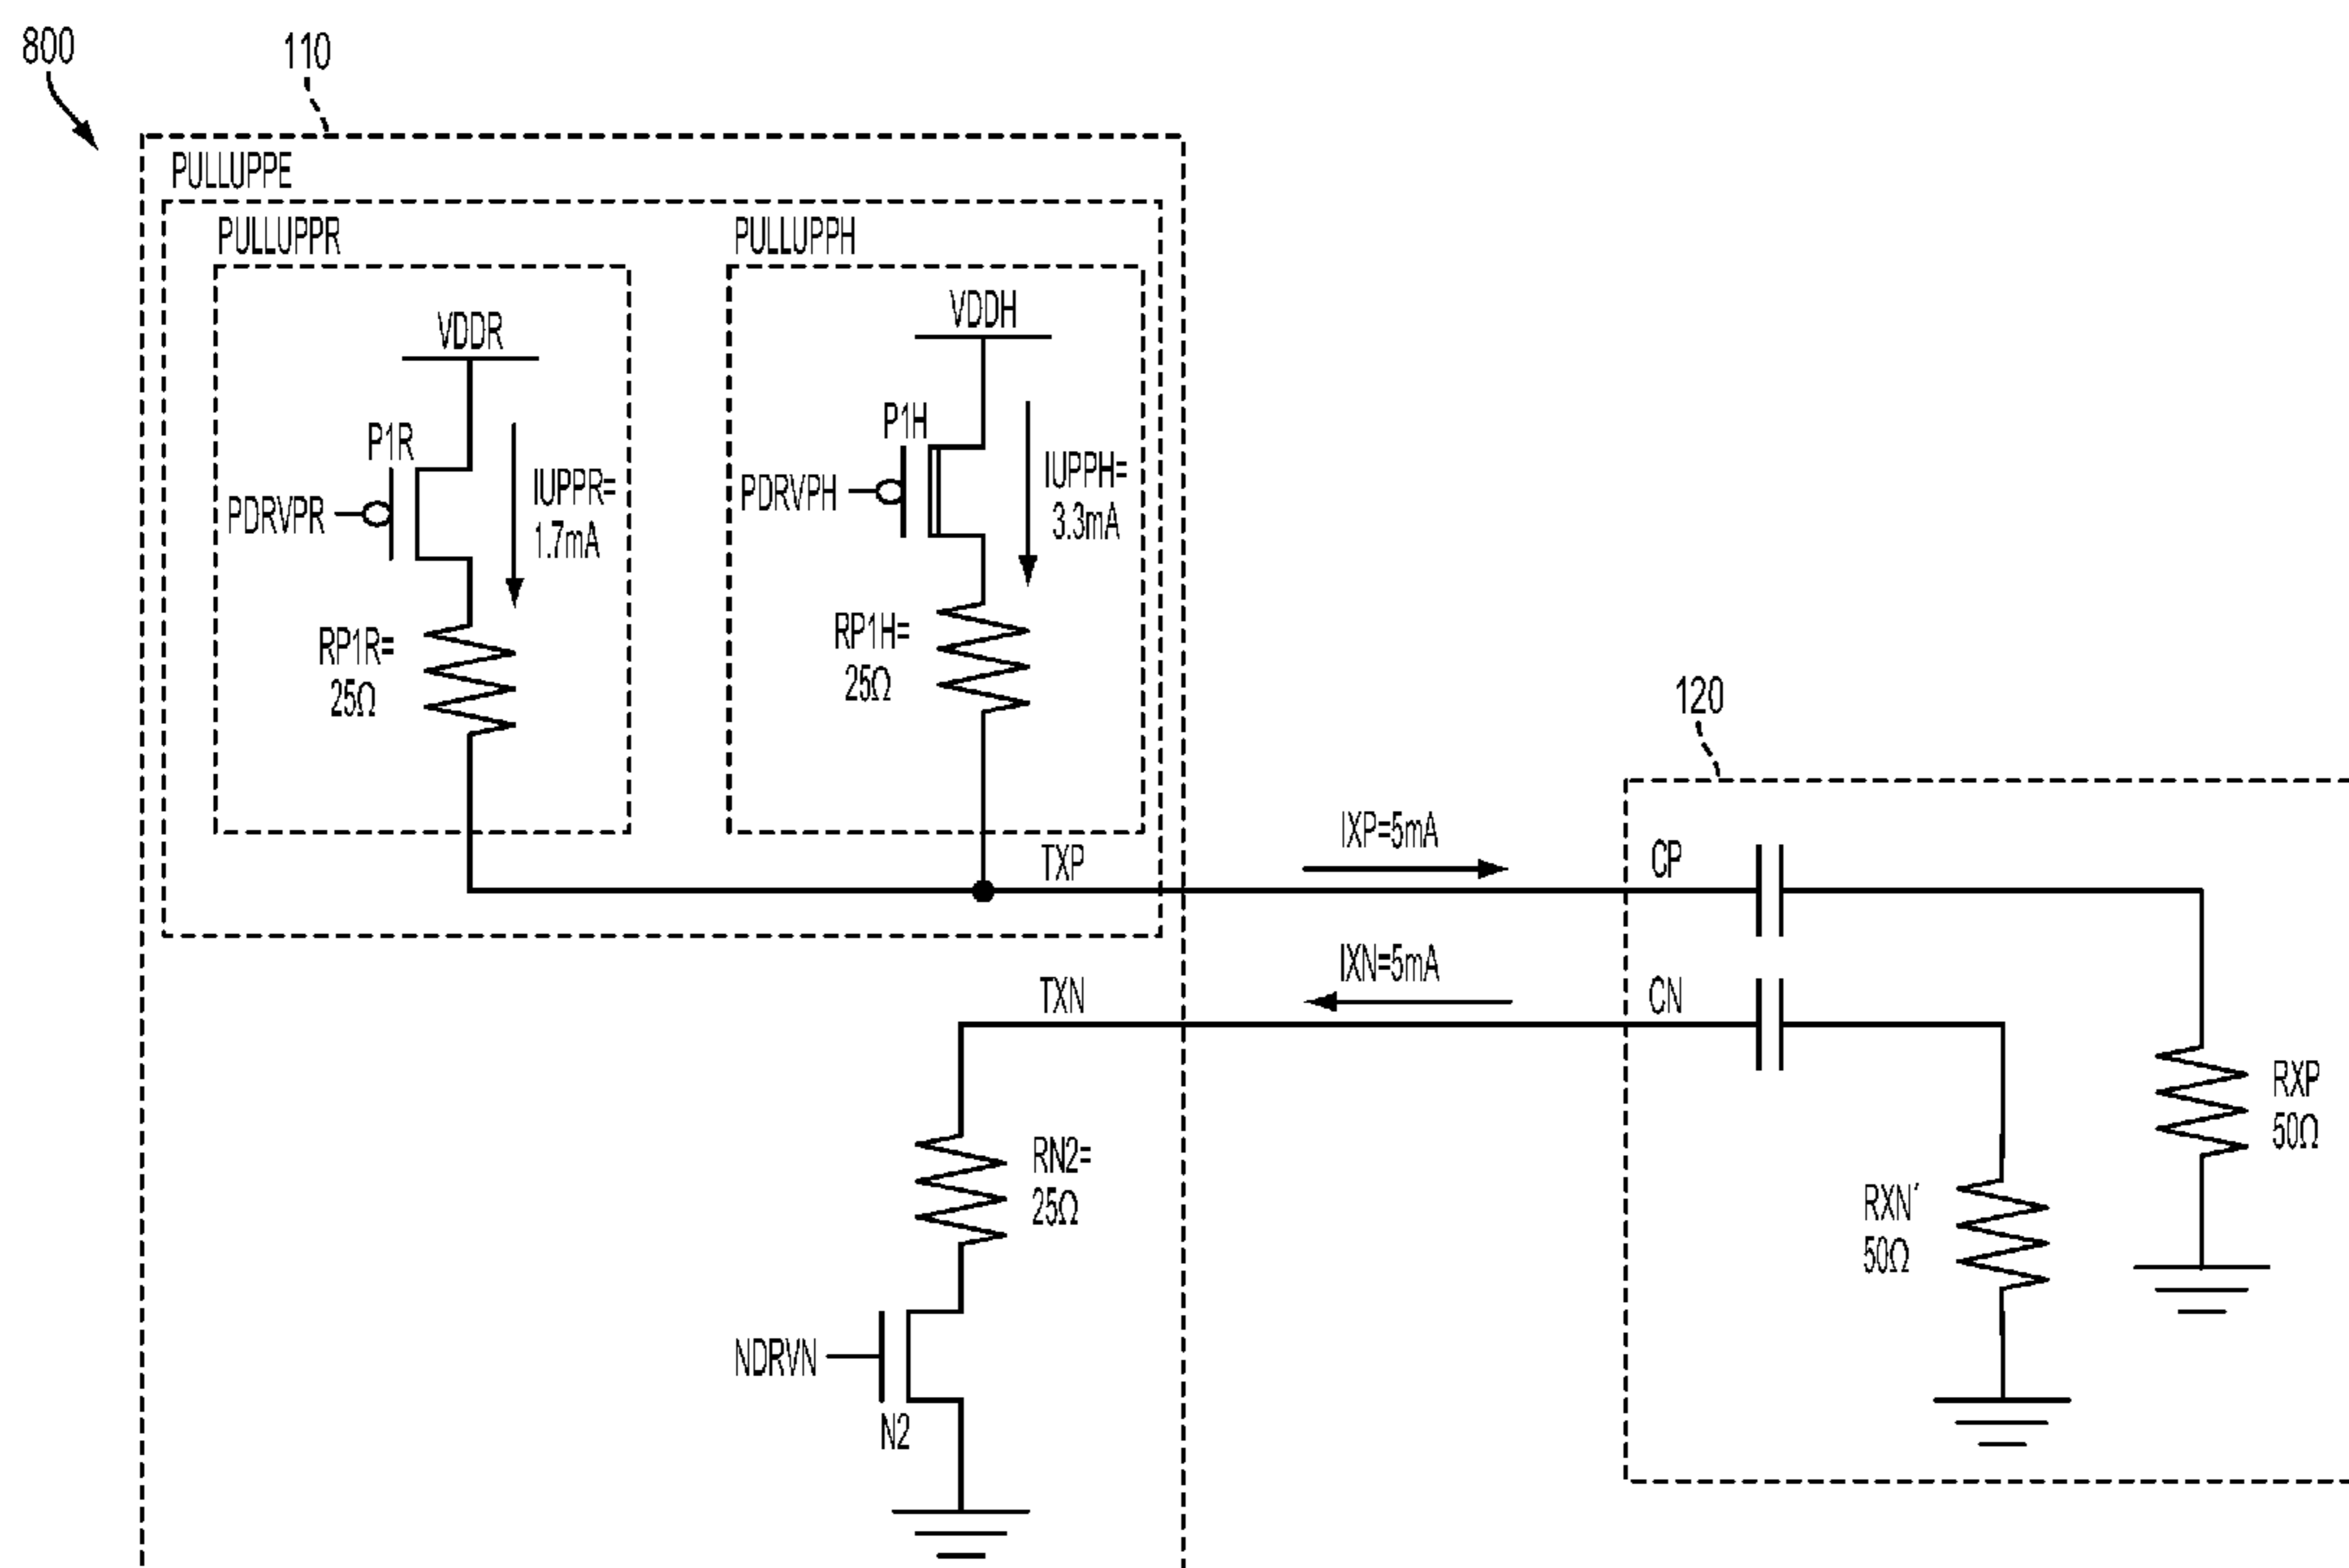 800
110
PULLUPPE
PULLUPPR
PULLUPPH
VDDR
VDDH
P1R
P1H
PDRVPR
IUPPR=
1.7mA
PDRVPH
IUPPH=
3.3mA
RP1R=
25Ω
RP1H=
25Ω
120
TXP
IXP=5mA
CP
TXN
IXN=5mA
CN
RXP
50Ω
RN2=
25Ω
RXN'
50Ω
NDRVN
N2